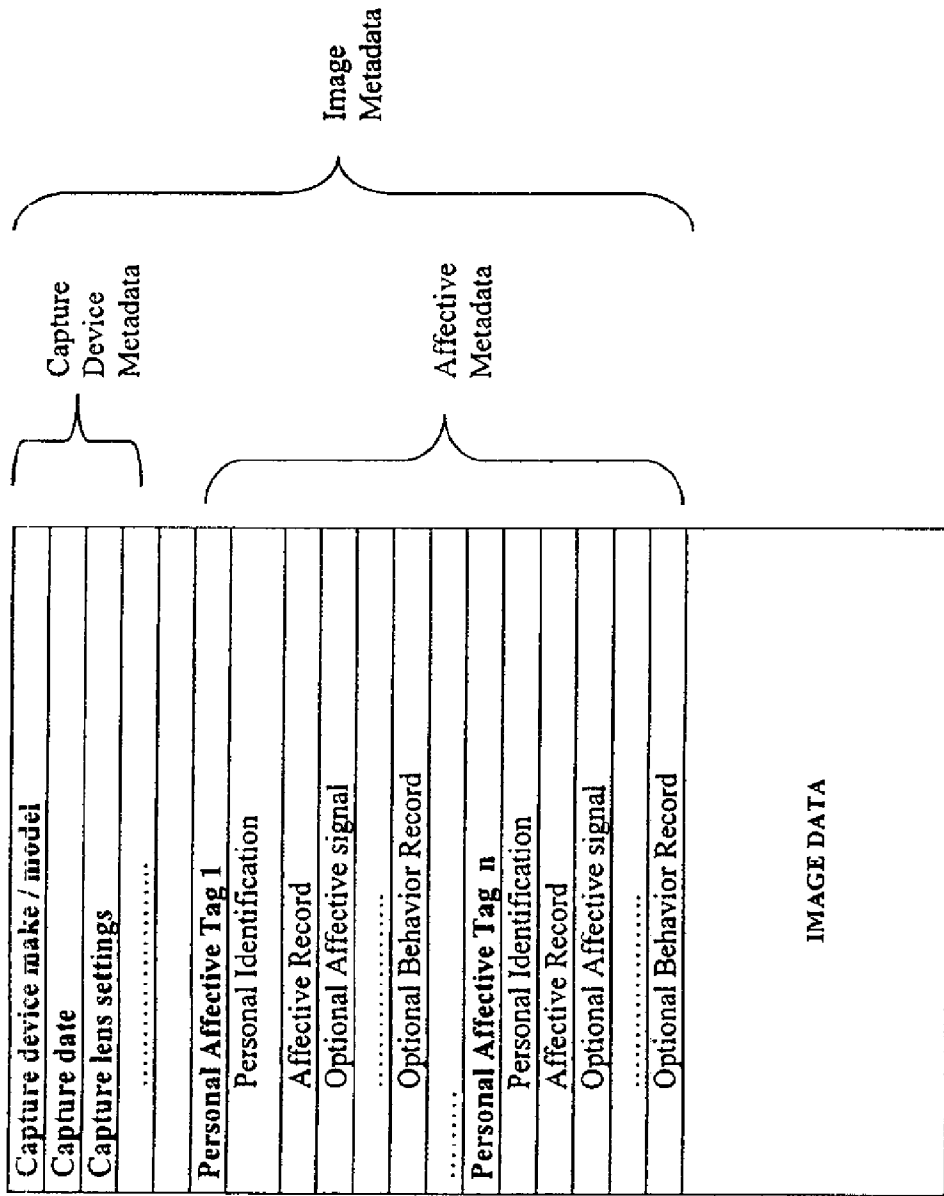 Capture device make / model
Capture date
Capture lens settings
....................
Personal Affective Tag 1
Personal Identification
Affective Record
Optional Affective signal
....................
Optional Behavior Record
.........
Personal Affective Tag n
Personal Identification
Affective Record
Optional Affective signal
....................
Optional Behavior Record
IMAGE DATA
Capture
Device
Metadata
Affective
Metadata
Image
Metadata